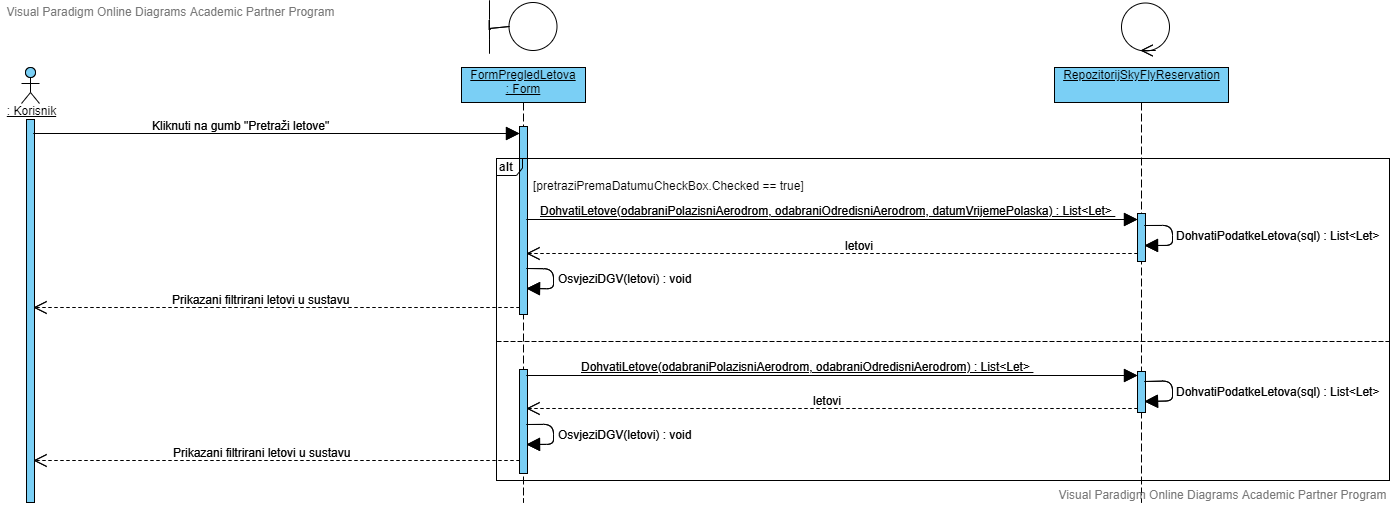 Visual Paradigm Online Diagrams Academic Partner Program
FormPregledLetova
: Form
RepozitorijSkyFlyReservation
: Korisnik
Kliknuti na gumb "Pretraži letove"
alt
[pretraziPremaDatumuCheckBox.Checked == true]
DohvatiLetove(odabraniPolazisniAerodrom, odabraniOdredisniAerodrom, datumVrijemePolaska) : List<Let>
DohvatiPodatkeLetova(sql) : List<Let>
letovi
OsvjeziDGV(letovi) : void
Prikazani filtrirani letovi u sustavu
DohvatiLetove(odabraniPolazisniAerodrom, odabraniOdredisniAerodrom) : List<Let>
DohvatiPodatkeLetova(sql) : List<Let>
letovi
OsvjeziDGV(letovi) : void
Prikazani filtrirani letovi u sustavu
Visual Paradigm Online Diagrams Academic Partner Program